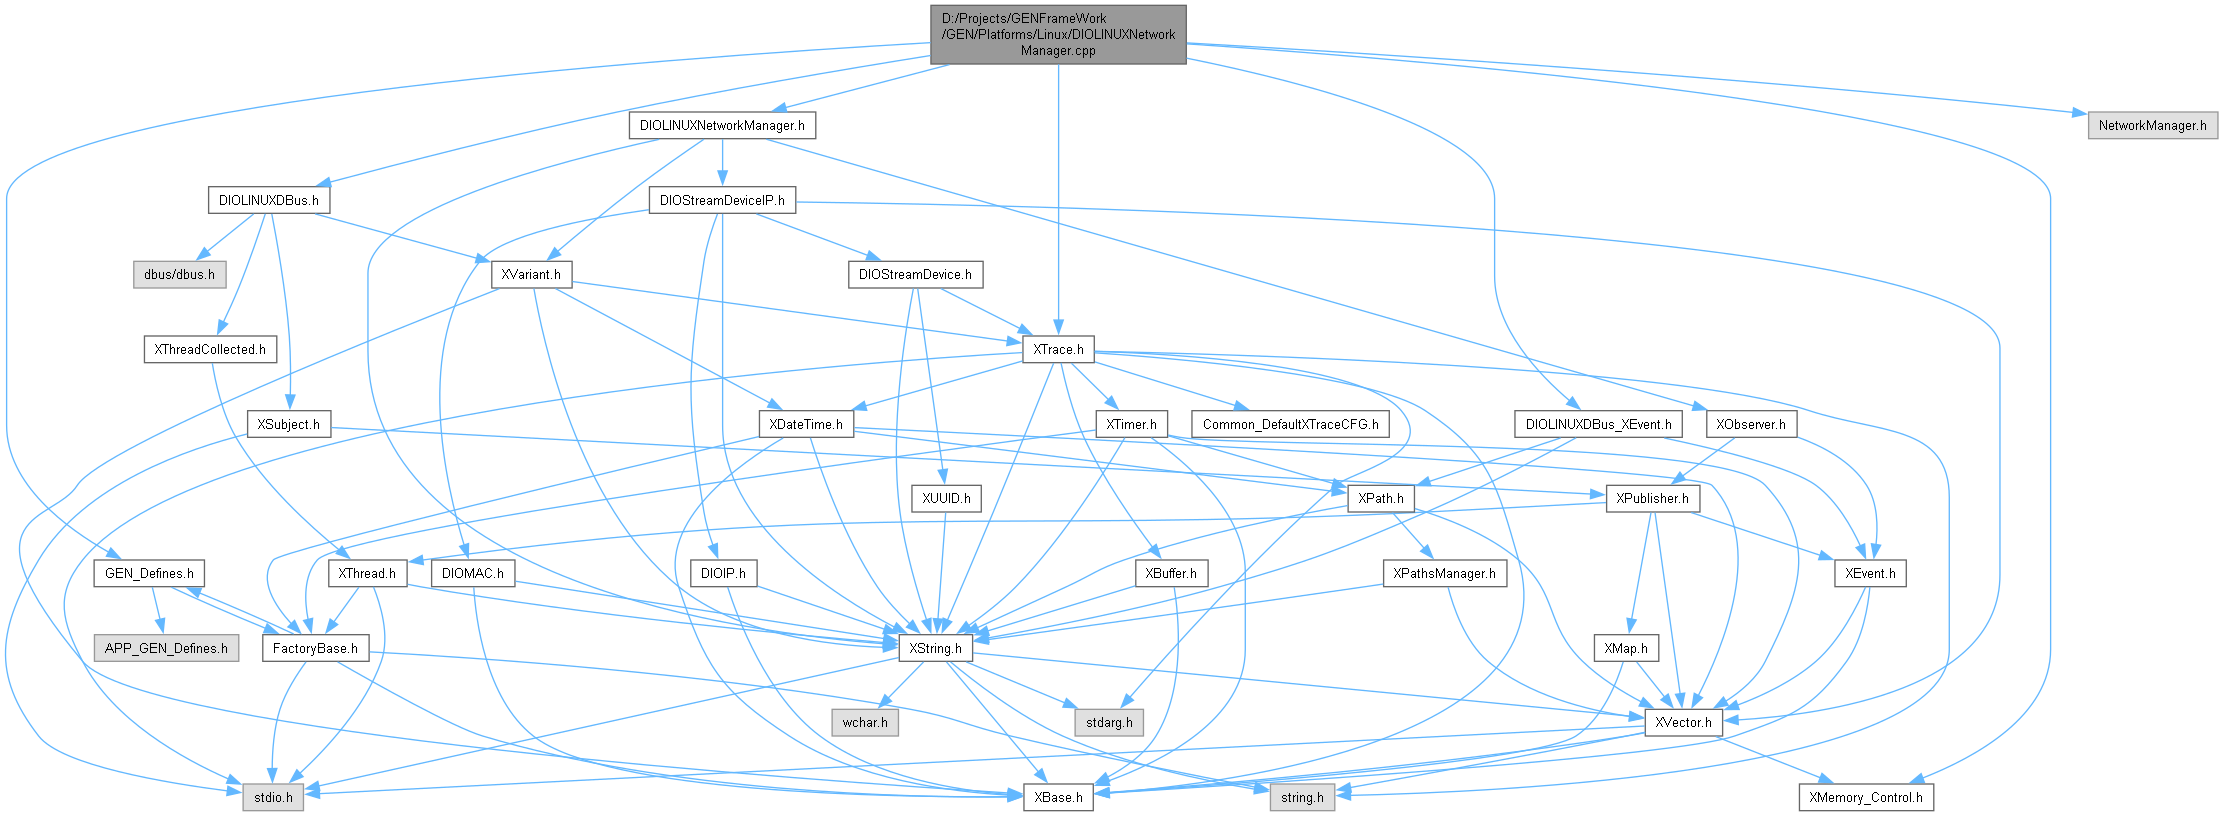 D:/Projects/GENFrameWork
/GEN/Platforms/Linux/DIOLINUXNetwork
Manager.cpp
DIOLINUXNetworkManager.h
NetworkManager.h
DIOLINUXDBus.h
DIOStreamDeviceIP.h
dbus/dbus.h
XVariant.h
DIOStreamDevice.h
XThreadCollected.h
XTrace.h
XSubject.h
XDateTime.h
XTimer.h
Common_DefaultXTraceCFG.h
DIOLINUXDBus_XEvent.h
XObserver.h
XUUID.h
XPath.h
XPublisher.h
GEN_Defines.h
XThread.h
DIOMAC.h
DIOIP.h
XBuffer.h
XPathsManager.h
XEvent.h
APP_GEN_Defines.h
FactoryBase.h
XString.h
XMap.h
wchar.h
stdarg.h
XVector.h
stdio.h
XBase.h
string.h
XMemory_Control.h